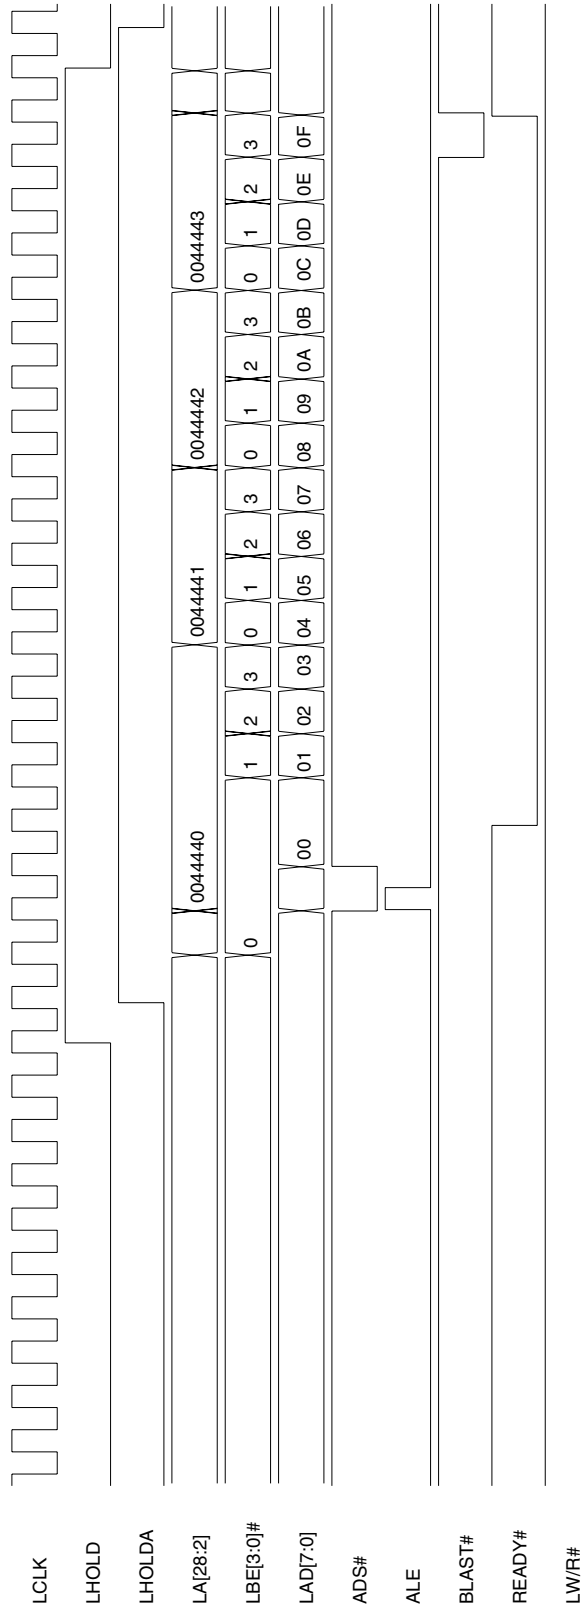 LCLK
LHOLD
LHOLDA
LA[28:2] 0044440 0044441 0044442 0044443
LBE[3:0]# 0 1 2 3 0 1 2 3 0 1 2 3 0 1 2 3
LAD[7:0] 00 01 02 03 04 05 06 07 08 09 0A 0B 0C 0D 0E 0F
ADS#
ALE
BLAST#
READY#
LW/R#